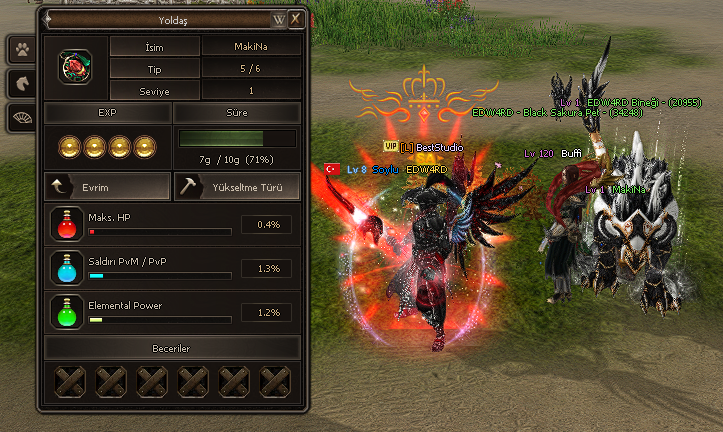 Yoldaş
W X
İsim MakiNa
Tip 5 / 6
Seviye 1
EXP Süre
7g / 10g (71%)
Evrim Yükseltme Türü
Maks. HP
0.4%
Saldırı PvM / PvP
1.3%
Elemental Power
1.2%
Beceriler
Lv 1 EDW4RD Bineği - (20955)
EDW4RD - Black Sakura Pet - (34248)
VIP [L] BestStudio
Lv 120 Buffi
Lv 8 Soylu EDW4RD
Lv 1 MakiNa